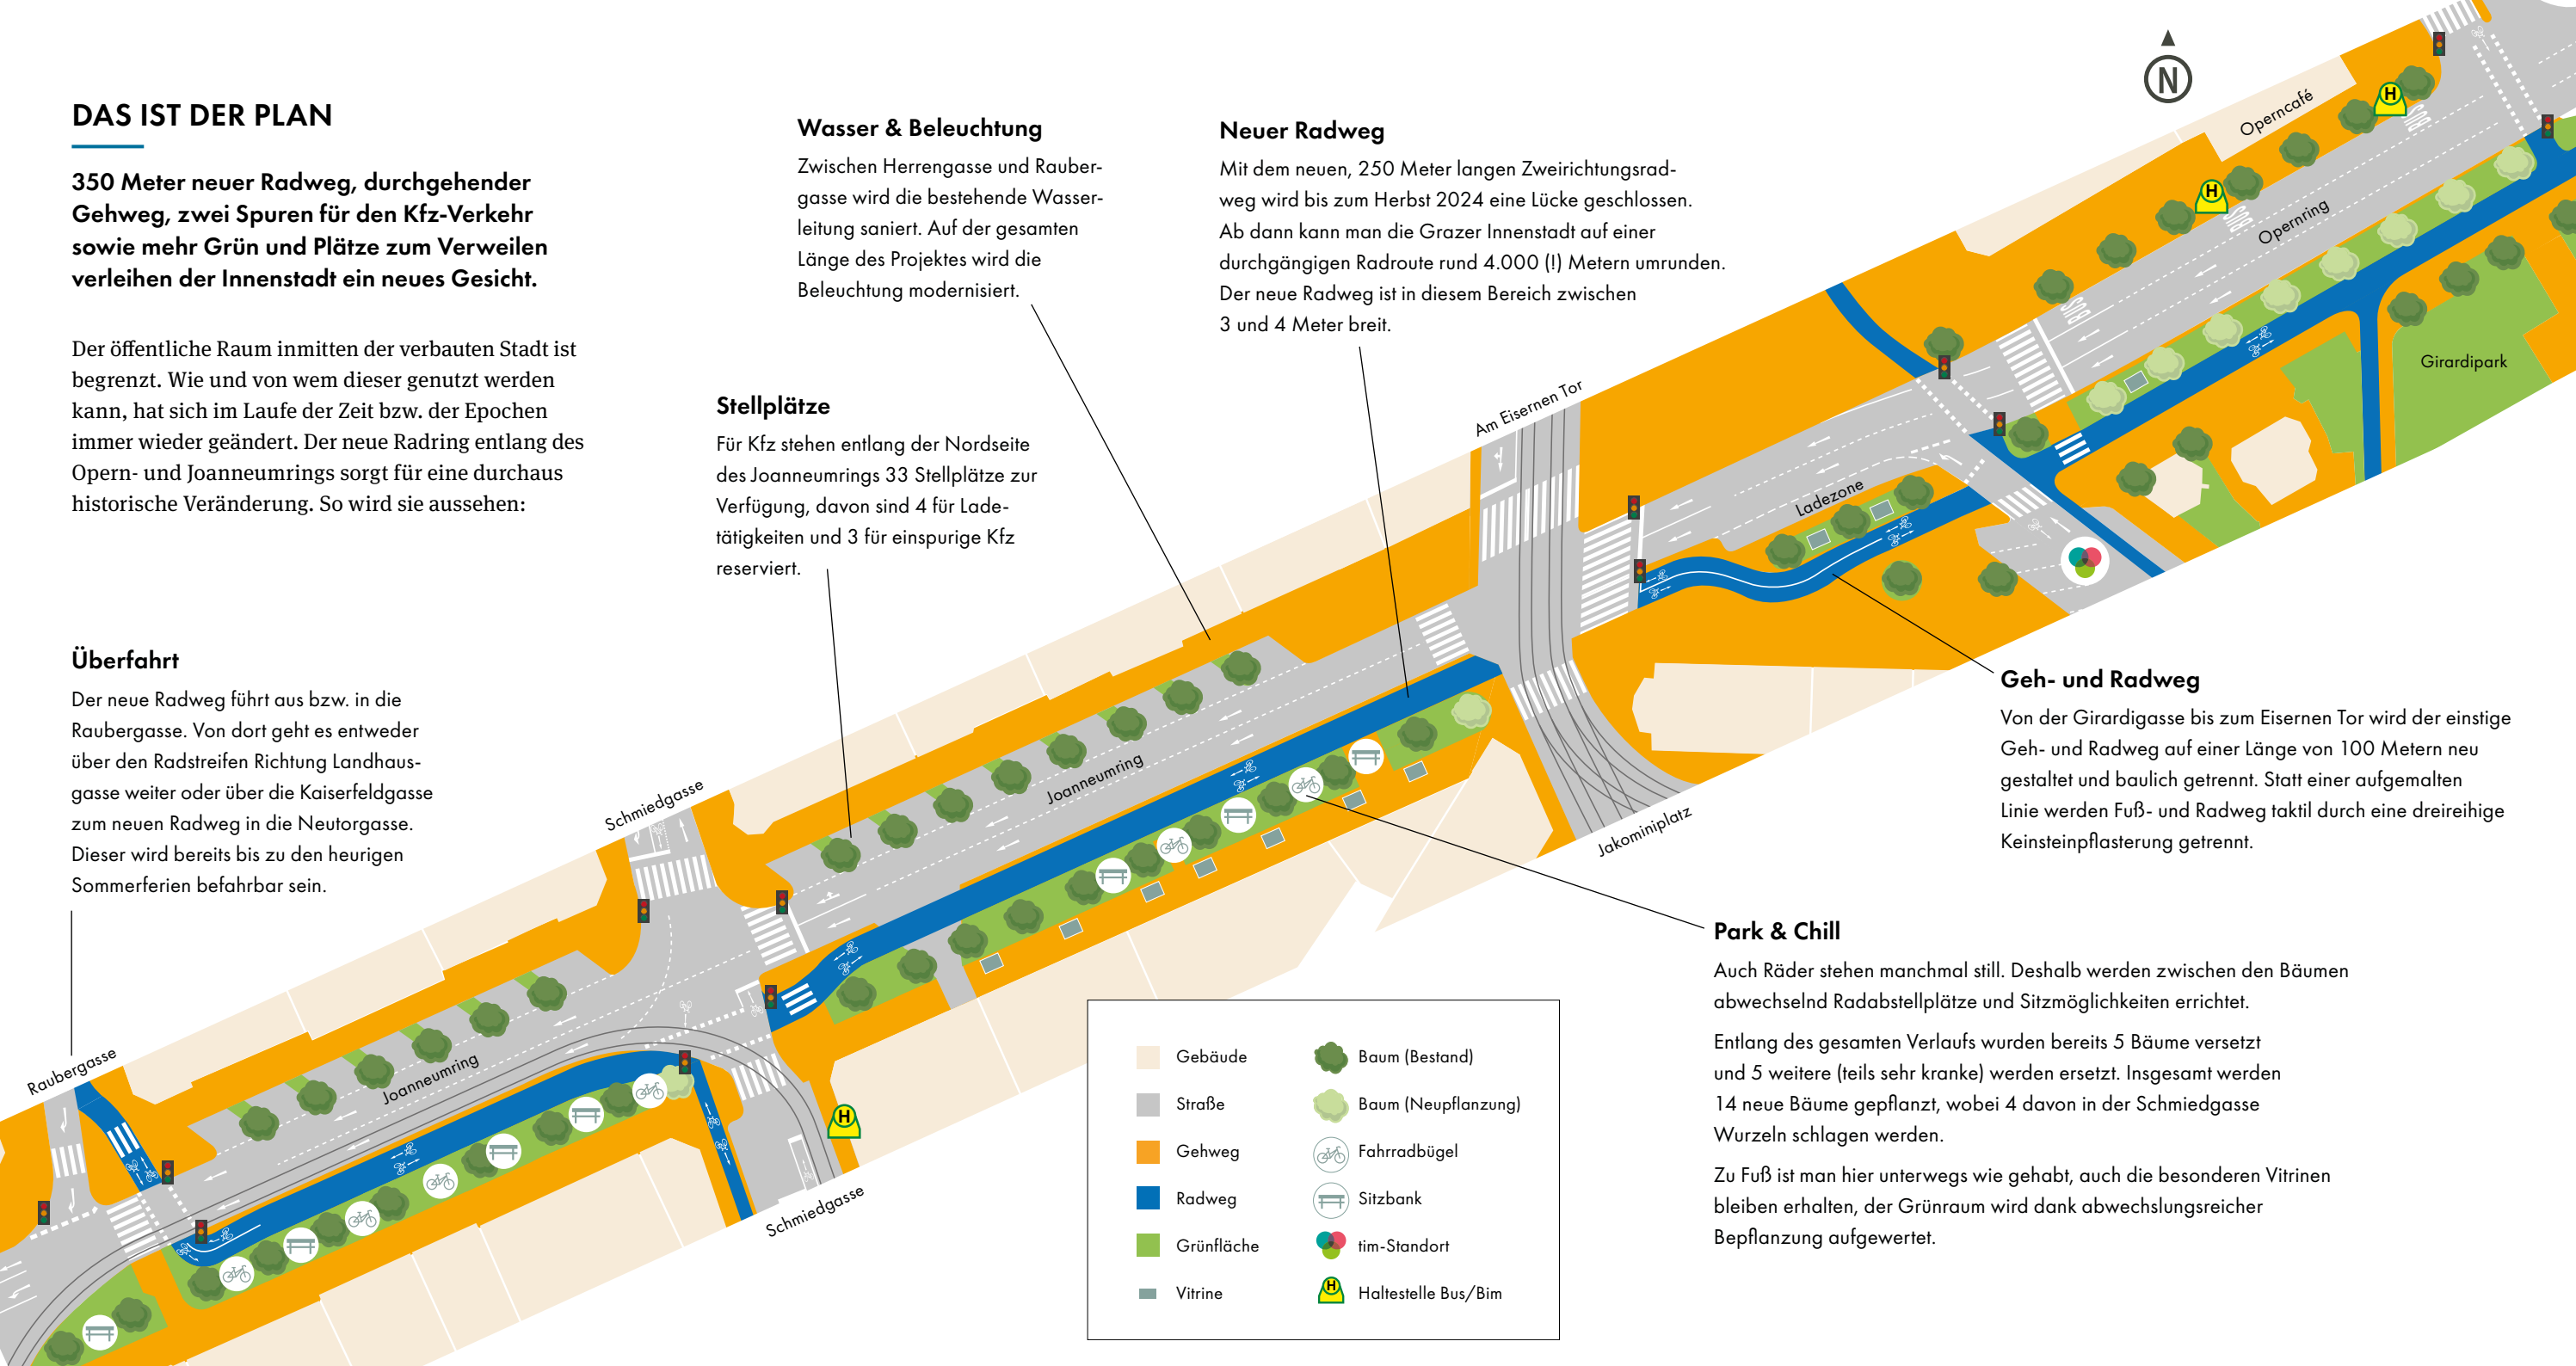 DAS IST DER PLAN
350 Meter neuer Radweg, durchgehender
Gehweg, zwei Spuren für den Kfz-Verkehr
sowie mehr Grün und Plätze zum Verweilen
verleihen der Innenstadt ein neues Gesicht.
Der öffentliche Raum inmitten der verbauten Stadt ist
begrenzt. Wie und von wem dieser genutzt werden
kann, hat sich im Laufe der Zeit bzw. der Epochen
immer wieder geändert. Der neue Radring entlang des
Opern- und Joanneumrings sorgt für eine durchaus
historische Veränderung. So wird sie aussehen:
Überfahrt
Der neue Radweg führt aus bzw. in die
Raubergasse. Von dort geht es entweder
über den Radstreifen Richtung Landhaus-
gasse weiter oder über die Kaiserfeldgasse
zum neuen Radweg in die Neutorgasse.
Dieser wird bereits bis zu den heurigen
Sommerferien befahrbar sein.
Stellplätze
Für Kfz stehen entlang der Nordseite
des Joanneumrings 33 Stellplätze zur
Verfügung, davon sind 4 für Lade-
tätigkeiten und 3 für einspurige Kfz
reserviert.
Wasser & Beleuchtung
Zwischen Herrengasse und Rauber-
gasse wird die bestehende Wasser-
leitung saniert. Auf der gesamten
Länge des Projektes wird die
Beleuchtung modernisiert.
Neuer Radweg
Mit dem neuen, 250 Meter langen Zweirichtungsrad-
weg wird bis zum Herbst 2024 eine Lücke geschlossen.
Ab dann kann man die Grazer Innenstadt auf einer
durchgängigen Radroute rund 4.000 (!) Metern umrunden.
Der neue Radweg ist in diesem Bereich zwischen
3 und 4 Meter breit.
N
Operncafé
H
H
Opernring
Girardipark
Am Eisernen Tor
Ladezone
BUS
BUS
BUS
Geh- und Radweg
Von der Girardigasse bis zum Eisernen Tor wird der einstige
Geh- und Radweg auf einer Länge von 100 Metern neu
gestaltet und baulich getrennt. Statt einer aufgemalten
Linie werden Fuß- und Radweg taktil durch eine dreireihige
Keinsteinpflasterung getrennt.
Park & Chill
Auch Räder stehen manchmal still. Deshalb werden zwischen den Bäumen
abwechselnd Radabstellplätze und Sitzmöglichkeiten errichtet.
Entlang des gesamten Verlaufs wurden bereits 5 Bäume versetzt
und 5 weitere (teils sehr kranke) werden ersetzt. Insgesamt werden
14 neue Bäume gepflanzt, wobei 4 davon in der Schmiedgasse
Wurzeln schlagen werden.
Zu Fuß ist man hier unterwegs wie gehabt, auch die besonderen Vitrinen
bleiben erhalten, der Grünraum wird dank abwechslungsreicher
Bepflanzung aufgewertet.
Jakominiplatz
Joanneumring
Schmiedgasse
Raubergasse
Joanneumring
H
Schmiedgasse
Gebäude
Straße
Gehweg
Radweg
Grünfläche
Vitrine
Baum (Bestand)
Baum (Neupflanzung)
Fahrradbügel
Sitzbank
tim-Standort
H
Haltestelle Bus/Bim